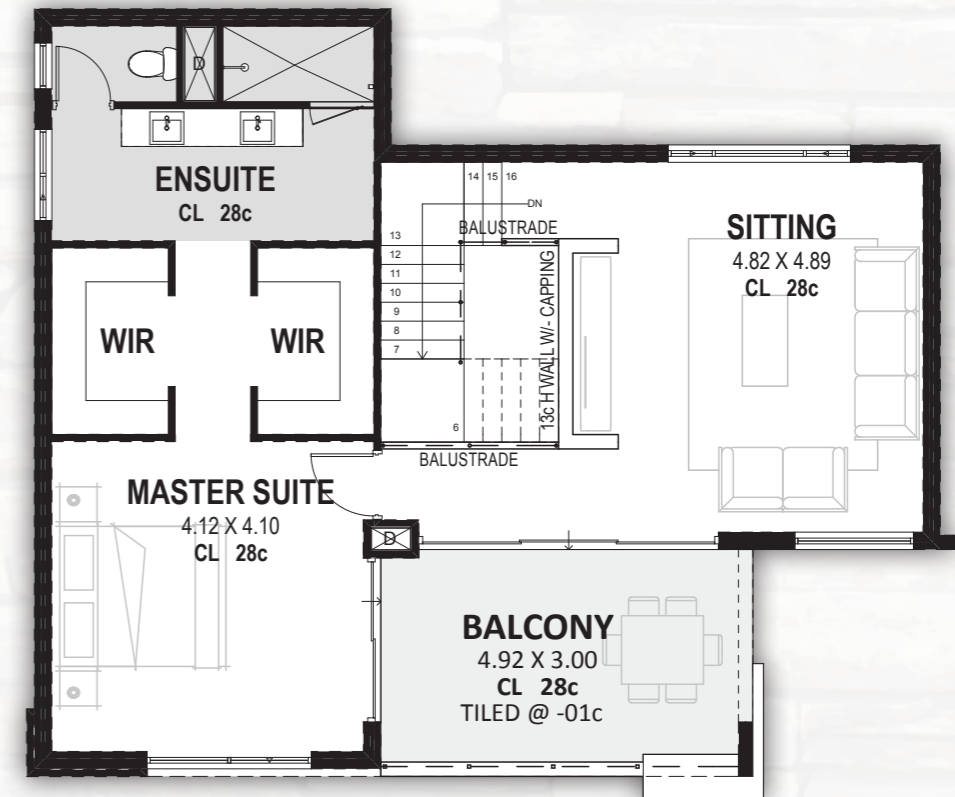 D
ENSUITE
CL 28c
14 15 16
DN
BALUSTRADE
SITTING
4.82 X 4.89
CL 28c
13
12
11
10
9
8
7
6
13c H WALL W/- CAPPING
WIR
WIR
BALUSTRADE
MASTER SUITE
4.12 X 4.10
CL 28c
D
BALCONY
4.92 X 3.00
CL 28c
TILED @ -01c